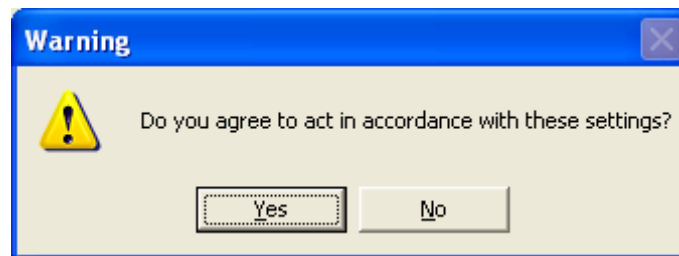 Warning
Do you agree to act in accordance with these settings?
Yes
No